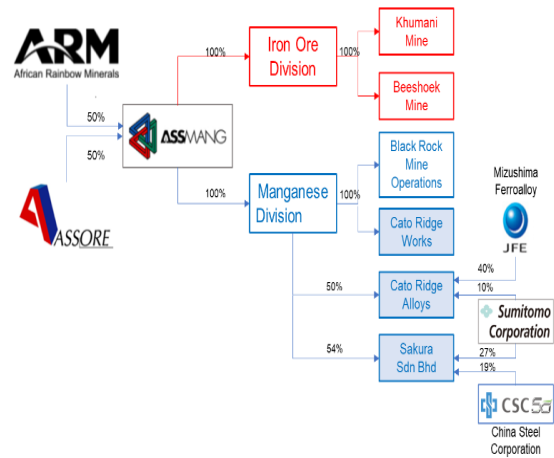 ARM
African Rainbow Minerals
50%
50%
ASSORE
ASSMANG
100%
Iron Ore
Division
100%
Khumani
Mine
Beeshoek
Mine
100%
Manganese
Division
100%
Black Rock
Mine
Operations
Cato Ridge
Works
50%
Cato Ridge
Alloys
54%
Sakura
Sdn Bhd
Mizushima
Ferroalloy
JFE
40%
10%
Sumitomo
Corporation
27%
19%
CSC
China Steel
Corporation